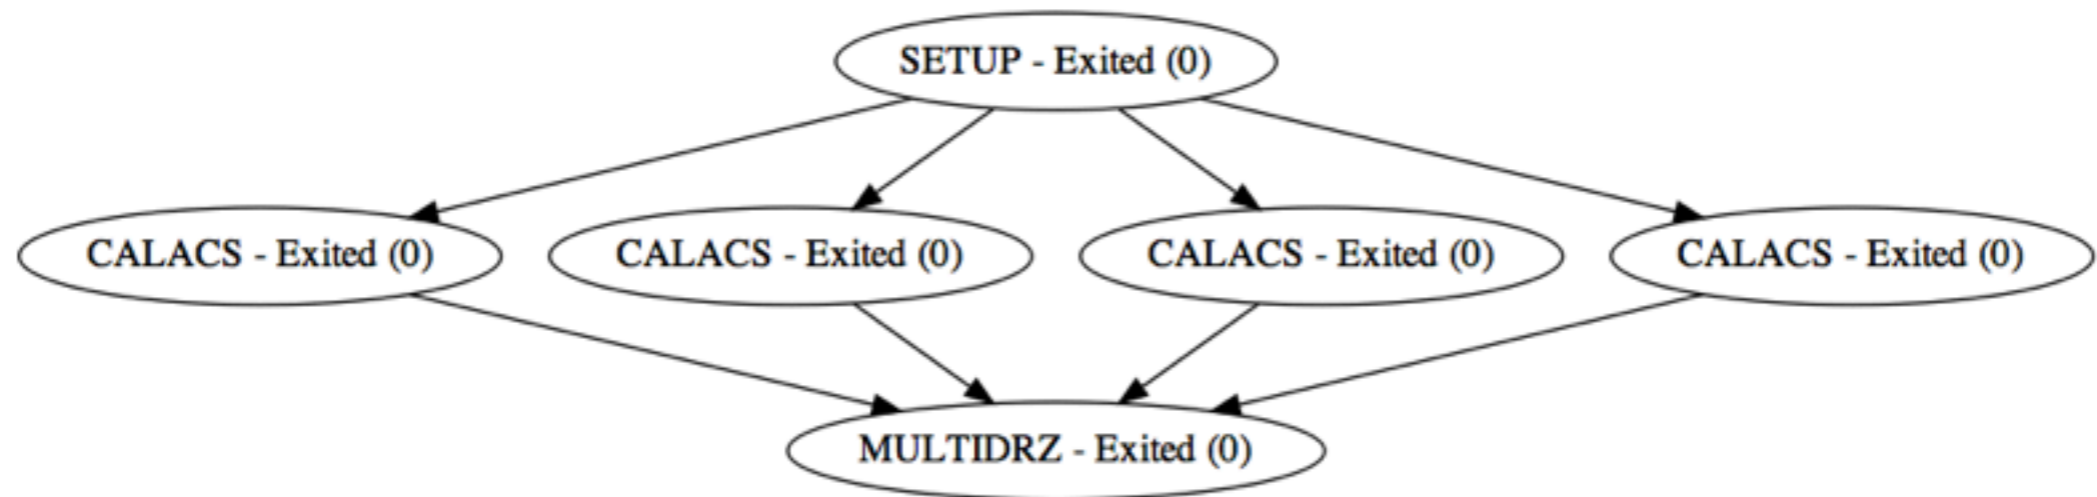 SETUP - Exited (0)
CALACS - Exited (0)
CALACS - Exited (0)
CALACS - Exited (0)
CALACS - Exited (0)
MULTIDRZ - Exited (0)